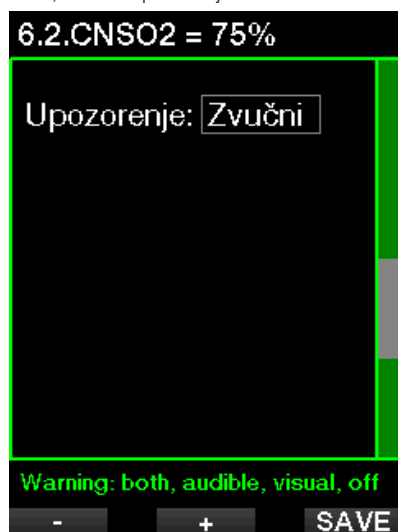 6.2.CNSO2 = 75%
Upozorenje: Zvučni
Warning: both, audible, visual, off
- + SAVE